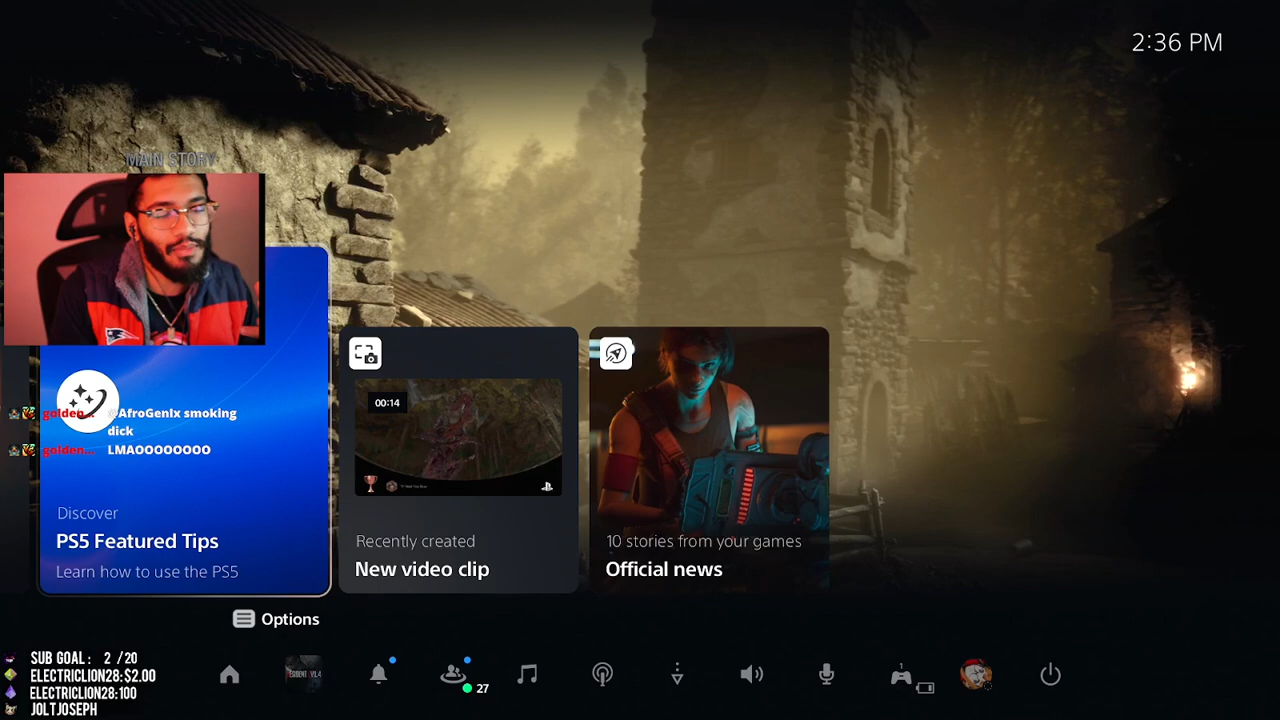 2:36 PM
MAIN STORY
00:14
golden... @AfroGenIx smoking
dick
golden... LMAOOOOOOOO
Discover
PS5 Featured Tips
Learn how to use the PS5
Recently created
New video clip
10 stories from your games
Official news
Options
SUB GOAL: 2 /20
ELECTRICLION28:$2.00
ELECTRICLION28:100
JOLTJOSEPH
27
1